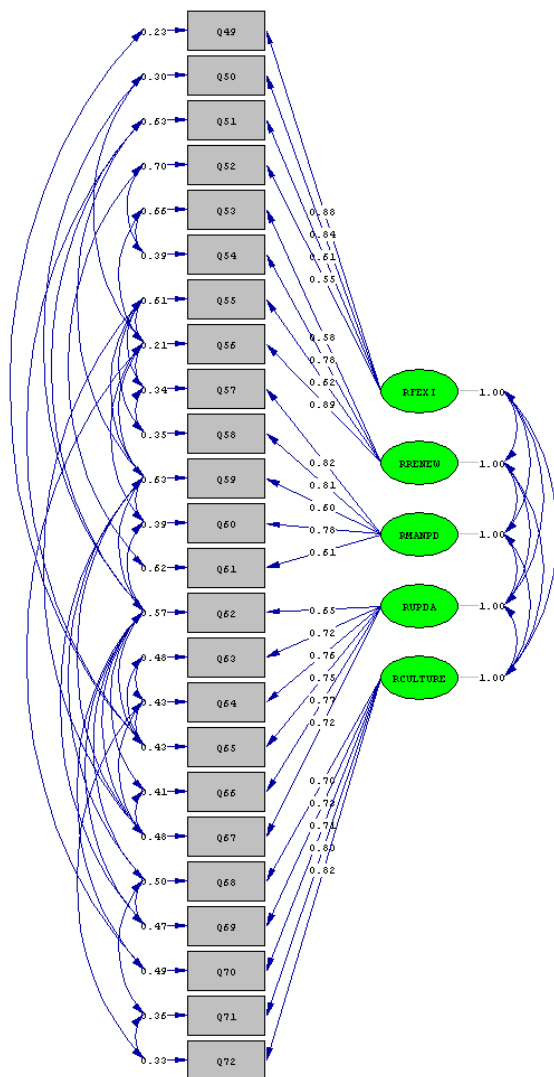 0.23 Q49
0.30 Q50
0.63 Q51
0.70 Q52
0.66 Q53
0.88
0.84
0.61
0.55
0.39 Q54
0.61 Q55
0.21 Q56
0.58
0.78
0.62
0.89
0.34 Q57
RFEXI 1.00
0.35 Q58
0.82
0.81
0.60
0.78
0.61
RRENEW 1.00
0.63 Q59
0.39 Q60
RMANPD 1.00
0.62 Q61
0.57 Q62
0.65
0.72
0.76
0.75
0.77
0.72
RUPDA 1.00
0.48 Q63
RCULTURE 1.00
0.43 Q64
0.43 Q65
0.41 Q66
0.48 Q67
0.70
0.72
0.71
0.80
0.82
0.50 Q68
0.47 Q69
0.49 Q70
0.36 Q71
0.33 Q72